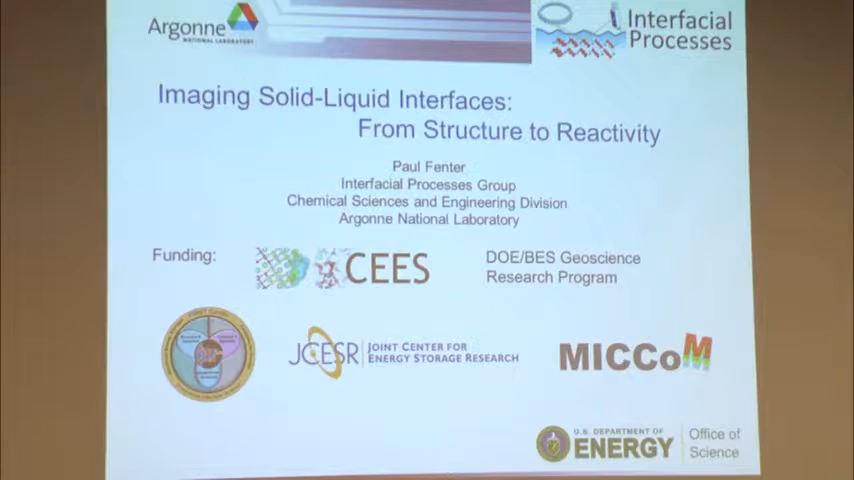 Argonne
NATIONAL LABORATORY
Interfacial
Processes
Imaging Solid-Liquid Interfaces:
From Structure to Reactivity
Paul Fenter
Interfacial Processes Group
Chemical Sciences and Engineering Division
Argonne National Laboratory
Funding:
CEES
DOE/BES Geoscience
Research Program
JCESR
JOINT CENTER FOR
ENERGY STORAGE RESEARCH
MICCoM
U.S. DEPARTMENT OF
ENERGY
Office of
Science